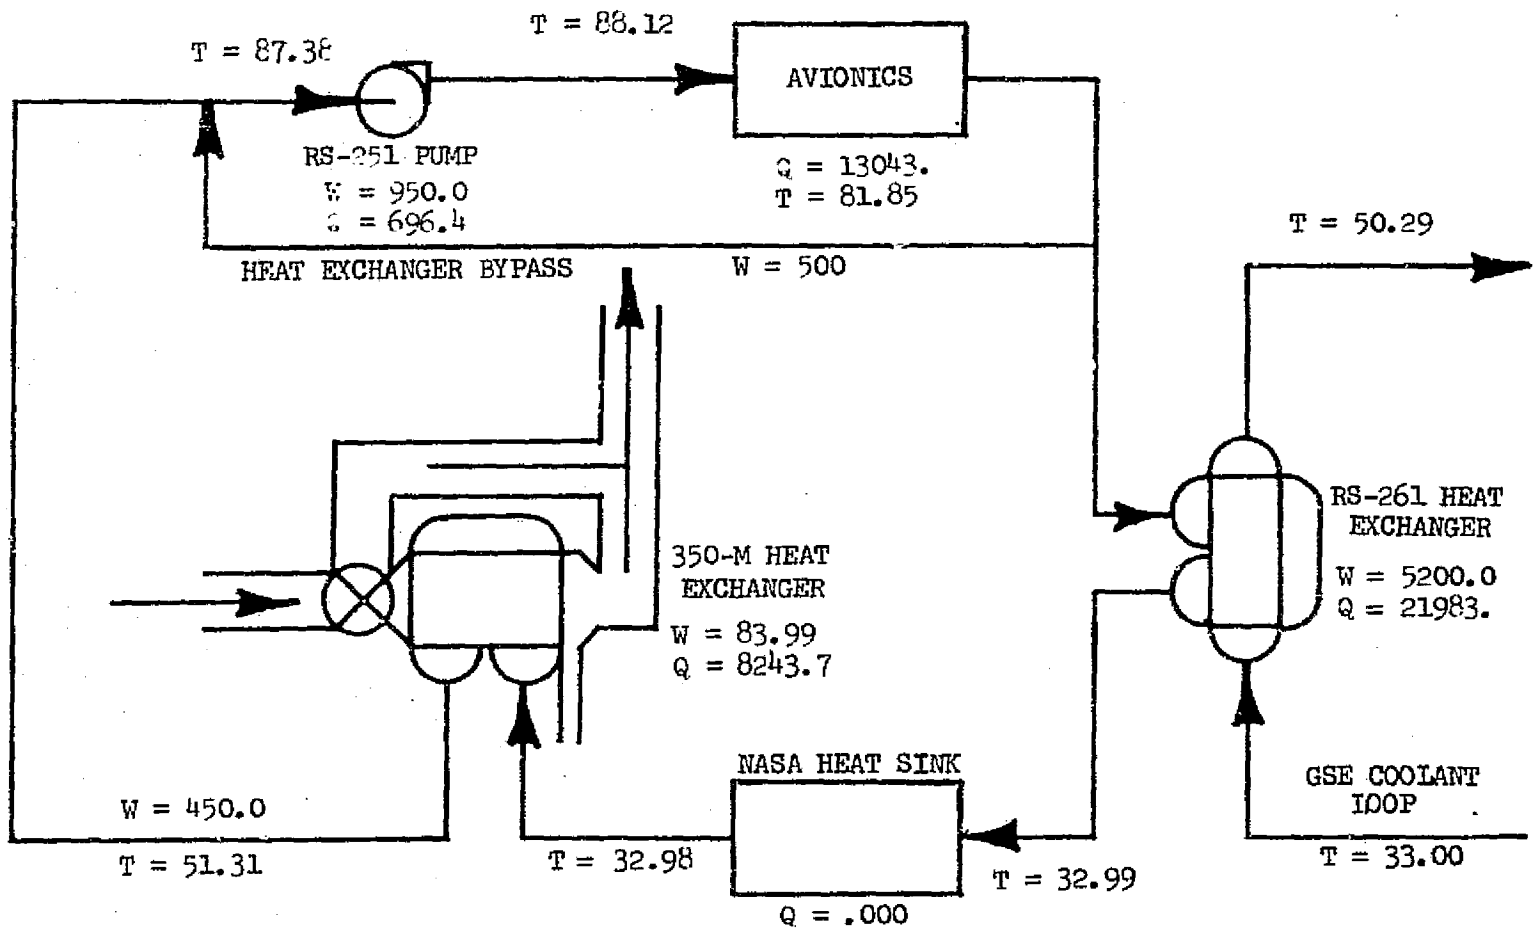 T = 88.12
T = 87.38
AVIONICS
RS-251 PUMP
W = 950.0
= 696.4
Q = 13043.
T = 81.85
T = 50.29
HEAT EXCHANGER BYPASS
W = 500
RS-261 HEAT
EXCHANGER
W = 5200.0
Q = 21983.
350-M HEAT
EXCHANGER
W = 83.99
Q = 8243.7
NASA HEAT SINK
GSE COOLANT
LOOP
W = 450.0
T = 51.31
T = 32.98
T = 32.99
T = 33.00
Q = .000